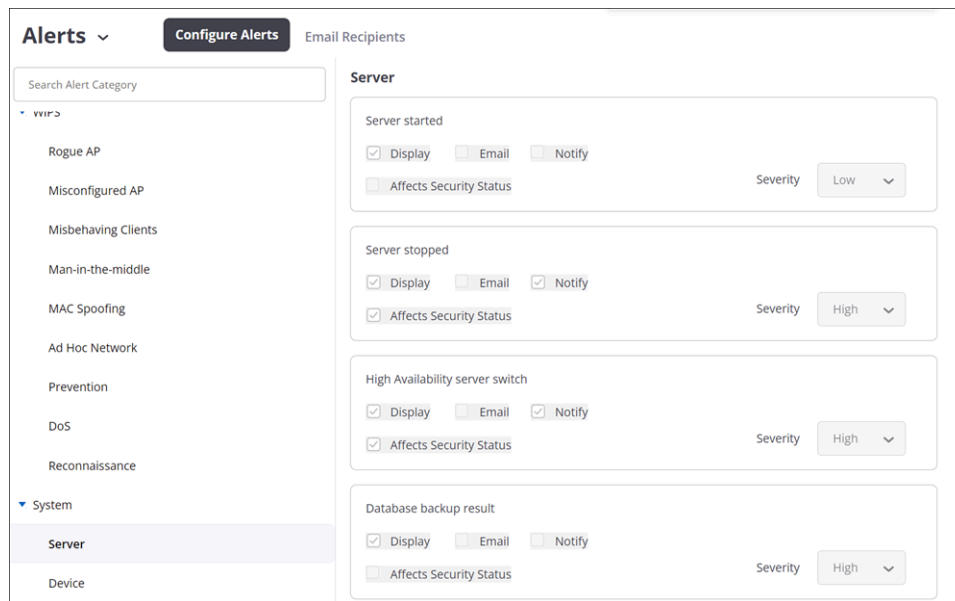 Alerts
Configure Alerts
Email Recipients
Search Alert Category
WIPS
Rogue AP
Misconfigured AP
Misbehaving Clients
Man-in-the-middle
MAC Spoofing
Ad Hoc Network
Prevention
DoS
Reconnaissance
System
Server
Device
Server
Server started
Display Email Notify
Affects Security Status
Severity Low
Server stopped
Display Email Notify
Affects Security Status
Severity High
High Availability server switch
Display Email Notify
Affects Security Status
Severity High
Database backup result
Display Email Notify
Affects Security Status
Severity High